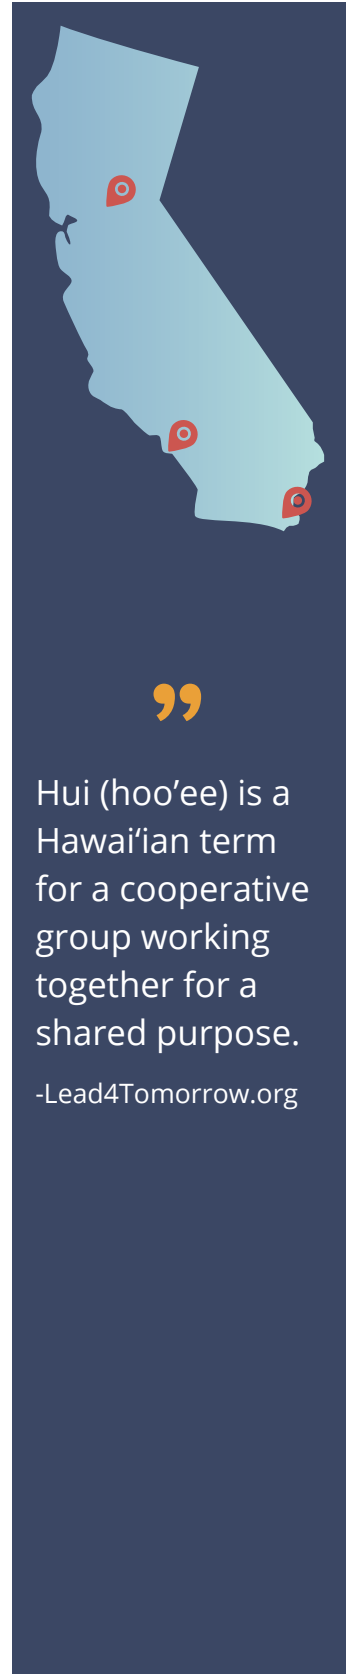 ”
Hui (hoo’ee) is a
Hawai‘ian term
for a cooperative
group working
together for a
shared purpose.
-Lead4Tomorrow.org